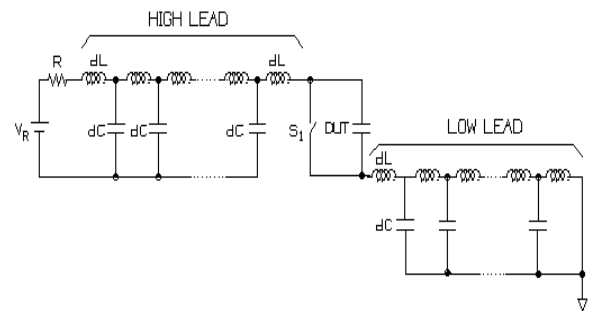 HIGH LEAD
R dL dL
V_R dC dC dC S_1 DUT
LOW LEAD
dL
dC